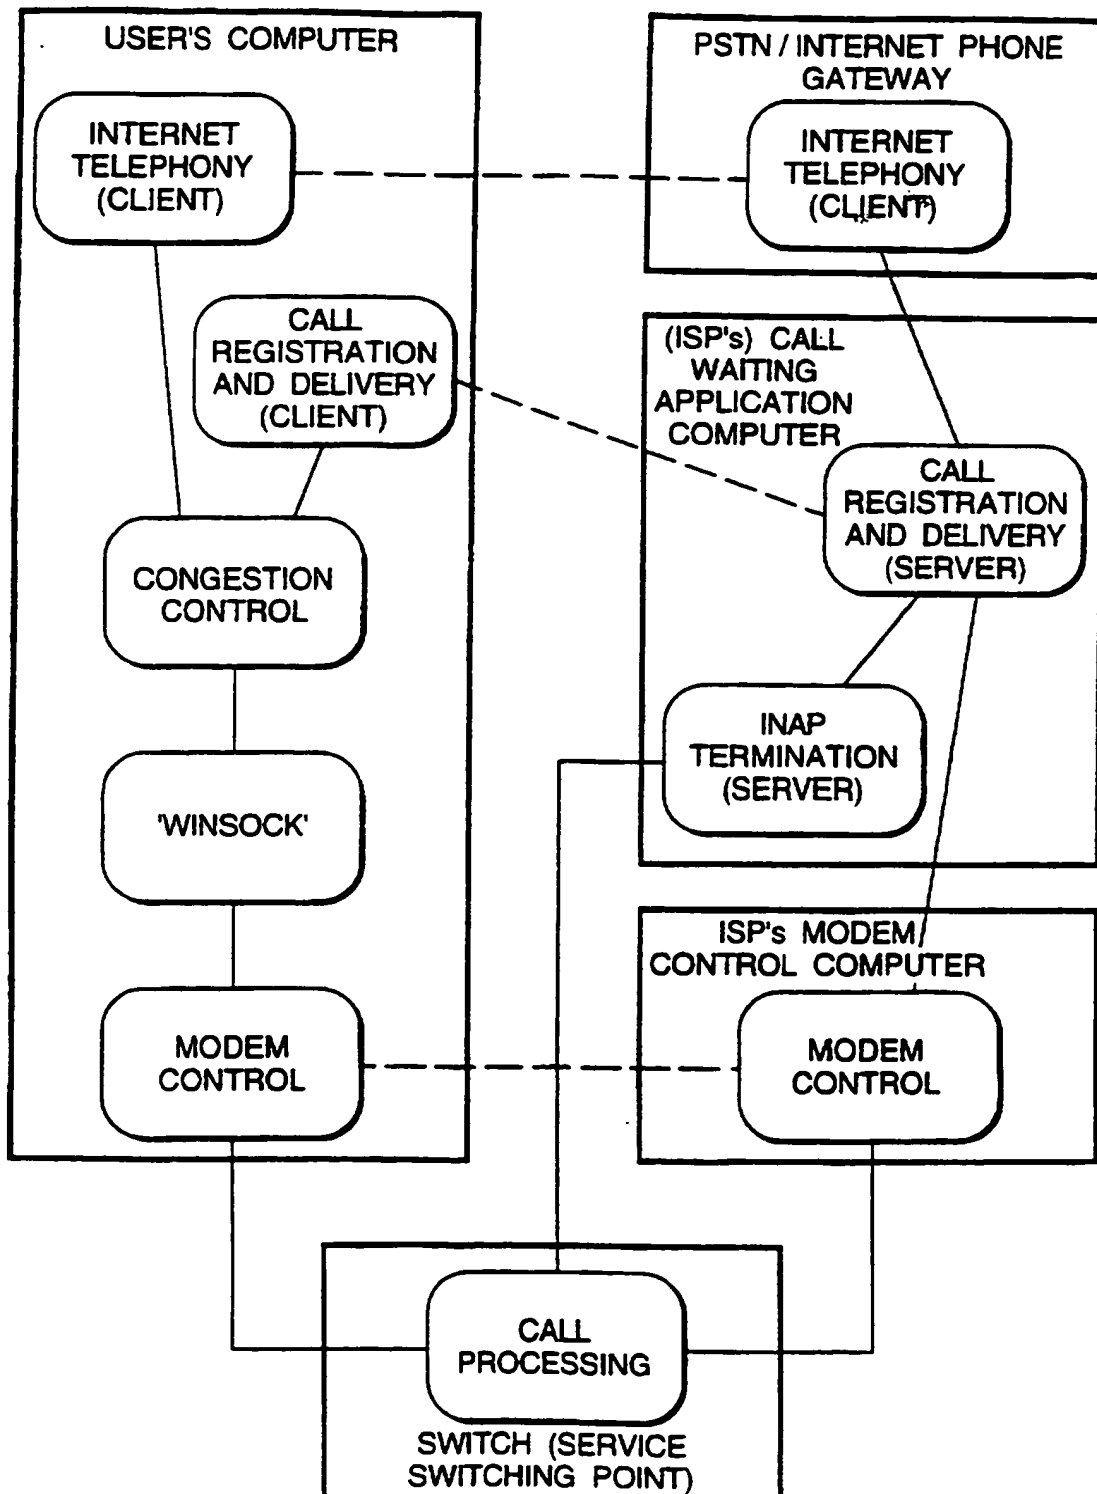 USER'S COMPUTER
INTERNET
TELEPHONY
(CLIENT)
CALL
REGISTRATION
AND DELIVERY
(CLIENT)
CONGESTION
CONTROL
'WINSOCK'
MODEM
CONTROL
PSTN / INTERNET PHONE
GATEWAY
INTERNET
TELEPHONY
(CLIENT)
(ISP's) CALL
WAITING
APPLICATION
COMPUTER
CALL
REGISTRATION
AND DELIVERY
(SERVER)
INAP
TERMINATION
(SERVER)
ISP's MODEM
CONTROL COMPUTER
MODEM
CONTROL
CALL
PROCESSING
SWITCH (SERVICE
SWITCHING POINT)